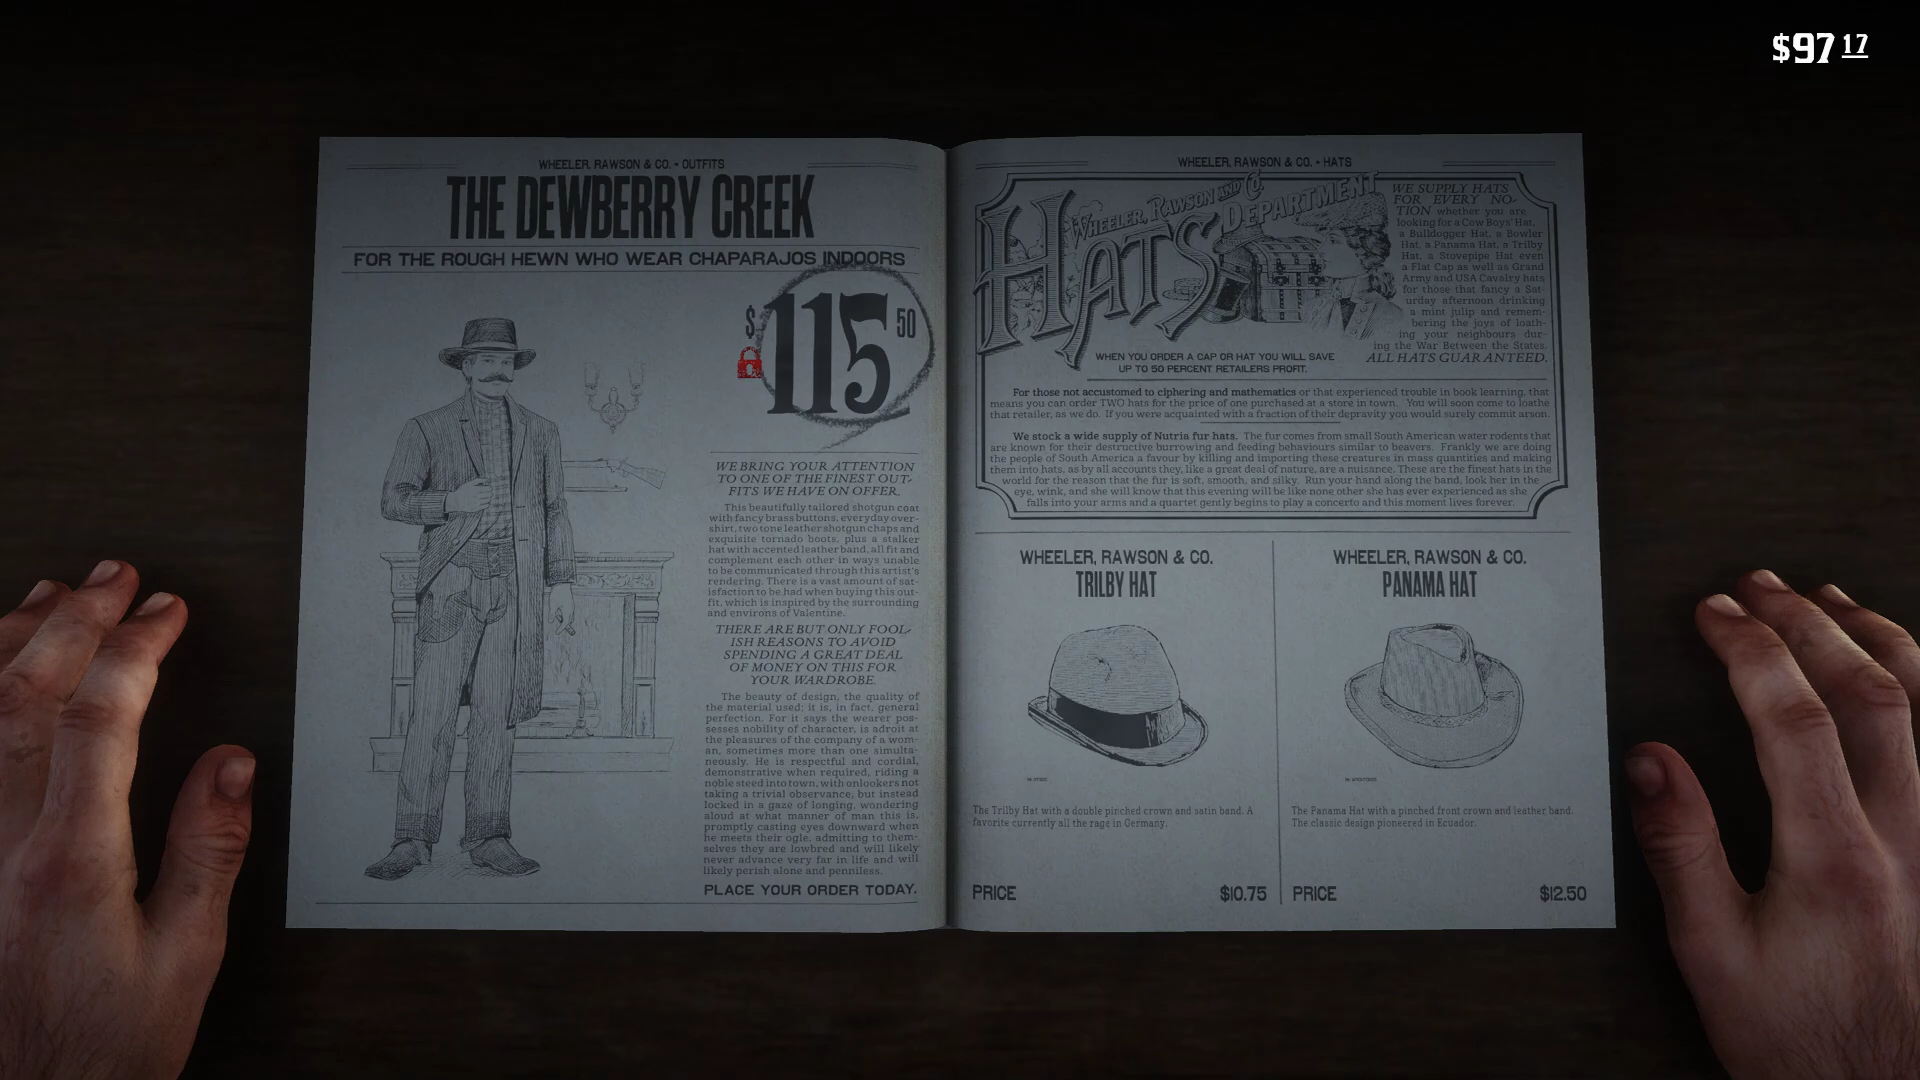 $97 17
WHEELER, RAWSON & CO. • OUTFITS
THE DEWBERRY CREEK
FOR THE ROUGH HEWN WHO WEAR CHAPARAJOS INDOORS
$115 50
WE BRING YOUR ATTENTION
TO ONE OF THE FINEST OUT-
FITS WE HAVE ON OFFER.
This beautifully tailored shotgun coat
with fancy brass buttons, everyday over-
shirt, two tone leather shotgun chaps and
exquisite tornado boots, plus a stalker
hat with accented leather band, all fit and
complement each other in ways unable
to be communicated through this artist's
rendering. There is a vast amount of sat-
isfaction to be had when buying this out-
fit, which is inspired by the surrounding
and environs of Valentine.
THERE ARE BUT ONLY FOOL-
ISH REASONS TO AVOID
SPENDING A GREAT DEAL
OF MONEY ON THIS FOR
YOUR WARDROBE.
The beauty of design, the quality of
the material used; it is, in fact, general
perfection. For it says the wearer pos-
sesses nobility of character, is adroit at
the pleasures of the company of a wom-
an, sometimes more than one simulta-
neously. He is respectful and cordial,
demonstrative when required, riding a
noble steed into town, with onlookers not
taking a trivial observance, but instead
locked in a gaze of longing, wondering
aloud at what manner of man this is,
promptly casting eyes downward when
he meets their ogle, admitting to them-
selves they are lowbred and will likely
never advance very far in life and will
likely perish alone and penniless.
PLACE YOUR ORDER TODAY.
WHEELER, RAWSON & CO. • HATS
WHEELER, RAWSON AND CO.
HATS DEPARTMENT
WE SUPPLY HATS
FOR EVERY NO-
TION whether you are
looking for a Cow Boys' Hat,
a Bulldogger Hat, a Bowler
Hat, a Panama Hat, a Trilby
Hat, a Stovepipe Hat even
a Flat Cap as well as Grand
Army and USA Cavalry hats
for those that fancy a Sat-
urday afternoon drinking
a mint julip and remem-
bering the joys of loath-
ing your neighbours dur-
ing the War Between the States.
ALL HATS GUARANTEED.
WHEN YOU ORDER A CAP OR HAT YOU WILL SAVE
UP TO 50 PERCENT RETAILERS PROFIT.
For those not accustomed to ciphering and mathematics or that experienced trouble in book learning, that
means you can order TWO hats for the price of one purchased at a store in town. You will soon come to loathe
that retailer, as we do. If you were acquainted with a fraction of their depravity you would surely commit arson.
We stock a wide supply of Nutria fur hats. The fur comes from small South American water rodents that
are known for their destructive burrowing and feeding behaviours similar to beavers. Frankly we are doing
the people of South America a favour by killing and importing these creatures in mass quantities and making
them into hats, as by all accounts they, like a great deal of nature, are a nuisance. These are the finest hats in the
world for the reason that the fur is soft, smooth, and silky. Run your hand along the band, look her in the
eye, wink, and she will know that this evening will be like none other she has ever experienced as she
falls into your arms and a quartet gently begins to play a concerto and this moment lives forever.
WHEELER, RAWSON & CO.
TRILBY HAT
The Trilby Hat with a double pinched crown and satin band. A
favorite currently all the rage in Germany.
PRICE $10.75
WHEELER, RAWSON & CO.
PANAMA HAT
The Panama Hat with a pinched front crown and leather band.
The classic design pioneered in Ecuador.
PRICE $12.50